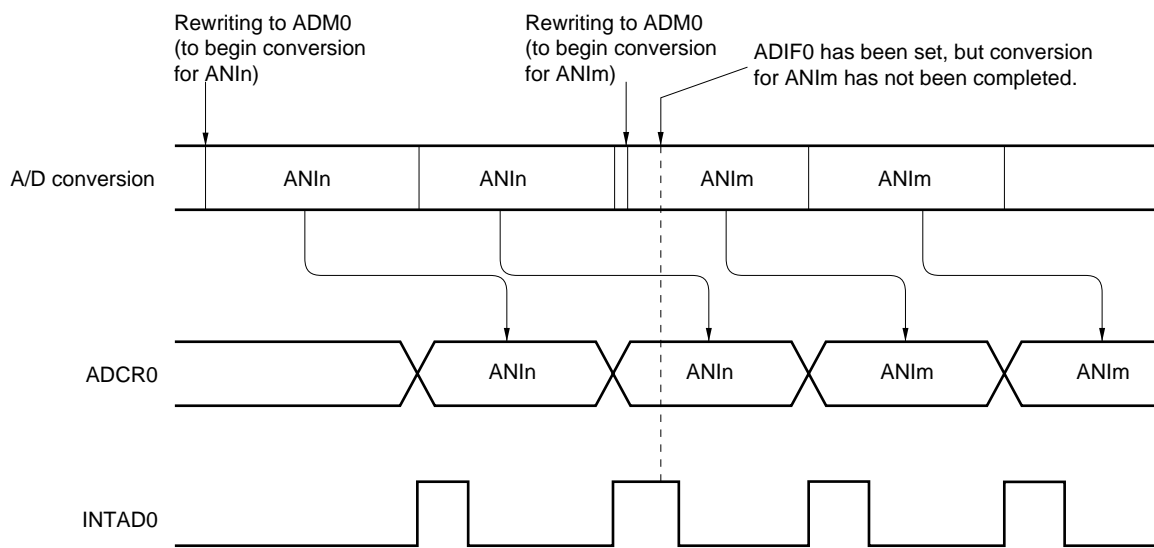 Rewriting to ADM0
(to begin conversion
for ANIn)
Rewriting to ADM0
(to begin conversion
for ANIm)
ADIF0 has been set, but conversion
for ANIm has not been completed.
A/D conversion
ANIn
ANIn
ANIm
ANIm
ADCR0
ANIn
ANIn
ANIm
ANIm
INTAD0